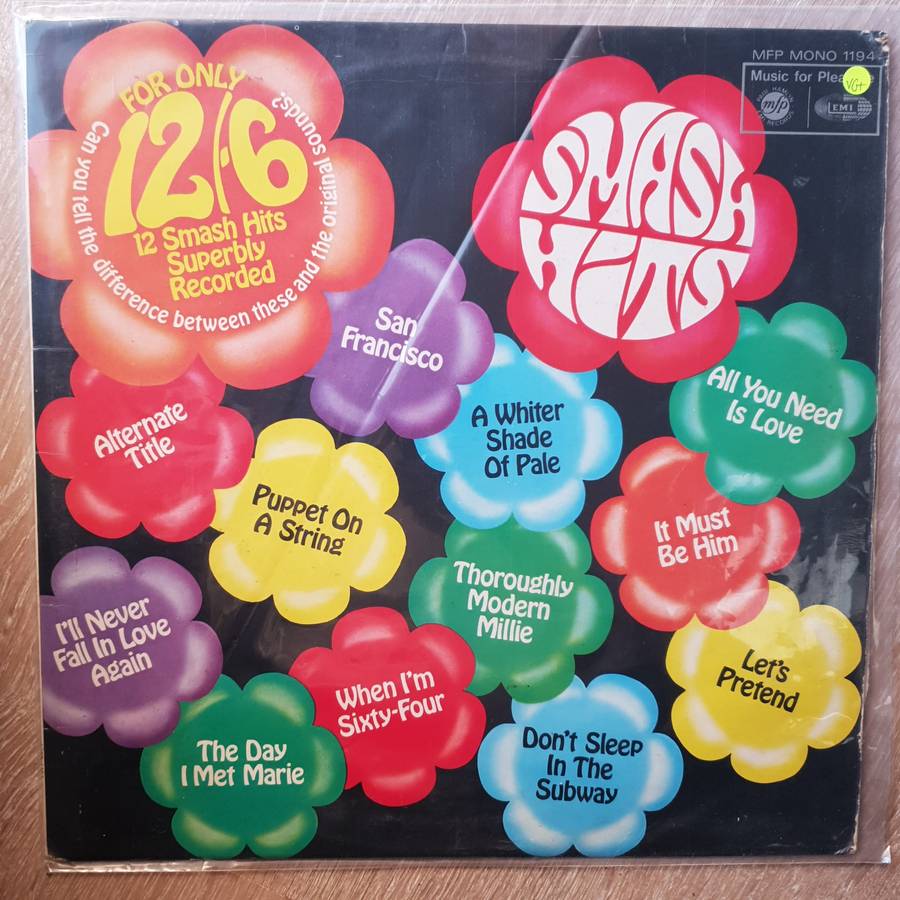 FOR ONLY
12/6
12 Smash Hits
Superbly
Recorded
Can you tell the difference between these and the original sounds?
MFP MONO 1194
Music for
mfp
EMI
VG+
SMASH
HITS
San
Francisco
All You Need
Is Love
A Whiter
Shade
Of Pale
Alternate
Title
Puppet On
A String
It Must
Be Him
Thoroughly
Modern
Millie
I'll Never
Fall In Love
Again
Let's
Pretend
When I'm
Sixty-Four
The Day
I Met Marie
Don't Sleep
In The
Subway